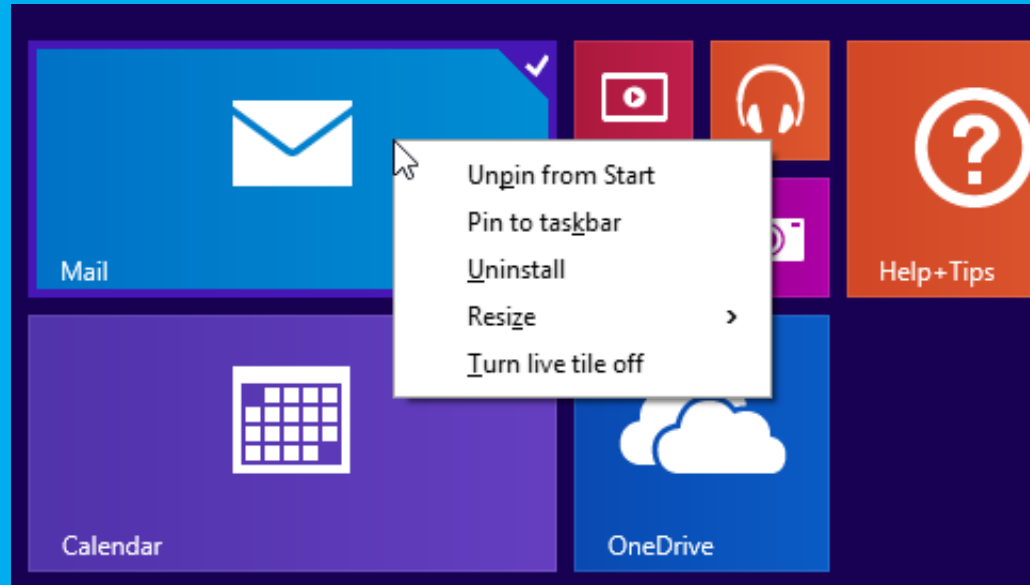 Unpin from Start
Pin to taskbar
Uninstall
Resize
Turn live tile off
Mail
Help+Tips
Calendar
OneDrive